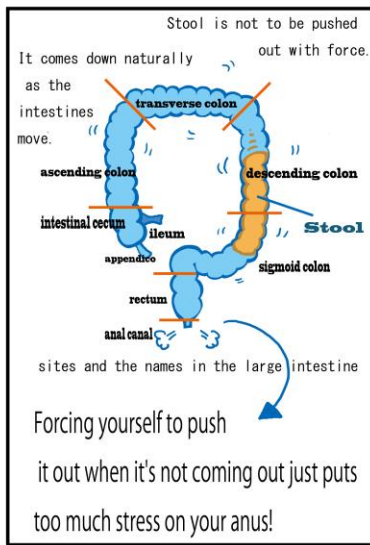 Stool is not to be pushed
out with force.
It comes down naturally
as the
intestines
move.
transverse colon
ascending colon
descending colon
intestinal cecum
ileum
Stool
appendico
sigmoid colon
rectum
anal canal
sites and the names in the large intestine
Forcing yourself to push
it out when it's not coming out just puts
too much stress on your anus!